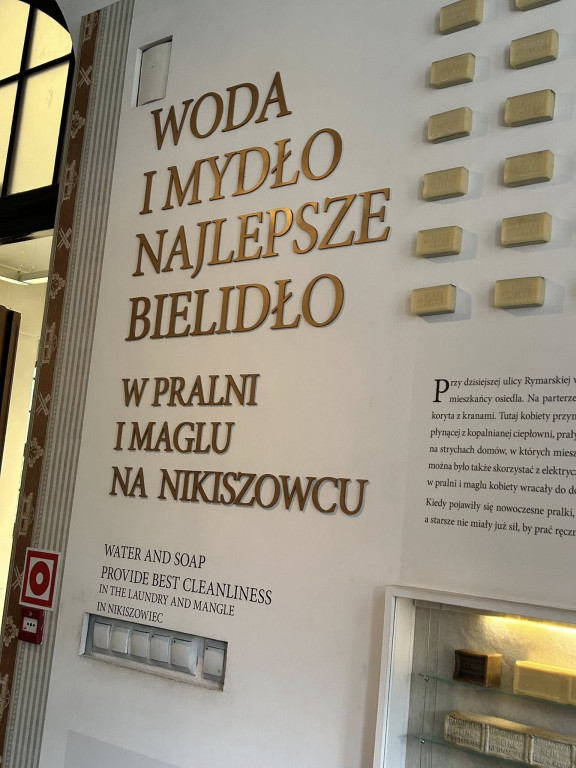 WODA
I MYDŁO
NAJLEPSZE
BIELIDŁO
W PRALNI
I MAGLU
NA NIKISZOWCU
WATER AND SOAP
PROVIDE BEST CLEANLINESS
IN THE LAUNDRY AND MANGLE
IN NIKISZOWIEC
Przy dzisiejszej ulicy Rymarskiej
mieszkańcy osiedla. Na parterze
koryta z kranami. Tutaj kobiety
płynącej z kopalnianej ciepłowni, prały
na strychach domów, w których
można było także skorzystać z
w pralni i maglu kobiety wracały do
Kiedy pojawiły się nowoczesne pralki,
a starsze nie miały już sił, by prać